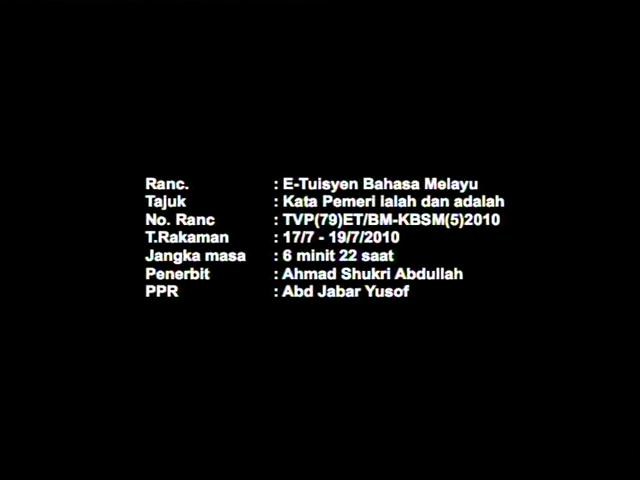 Ranc. : E-Tuisyen Bahasa Melayu
Tajuk : Kata Pemeri ialah dan adalah
No. Ranc : TVP(79)ET/BM-KBSM(5)2010
T.Rakaman : 17/7 - 19/7/2010
Jangka masa : 6 minit 22 saat
Penerbit : Ahmad Shukri Abdullah
PPR : Abd Jabar Yusof